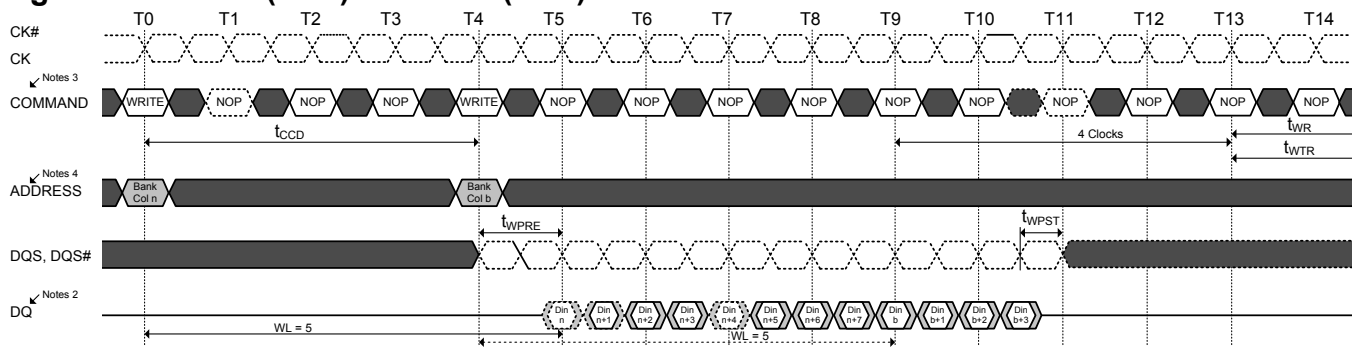 T0 T1 T2 T3 T4 T5 T6 T7 T8 T9 T10 T11 T12 T13 T14
CK#
CK
Notes 3
COMMAND WRITE NOP NOP NOP WRITE NOP NOP NOP NOP NOP NOP NOP NOP NOP NOP
tCCD 4 Clocks tWR
tWTR
Notes 4
ADDRESS Bank Col n Bank Col b
tWPRE tWPST
DQS, DQS#
Notes 2
DQ Din n Din n+1 Din n+2 Din n+3 Din n+4 Din n+5 Din n+6 Din n+7 Din b Din b+1 Din b+2 Din b+3
WL = 5 WL = 5